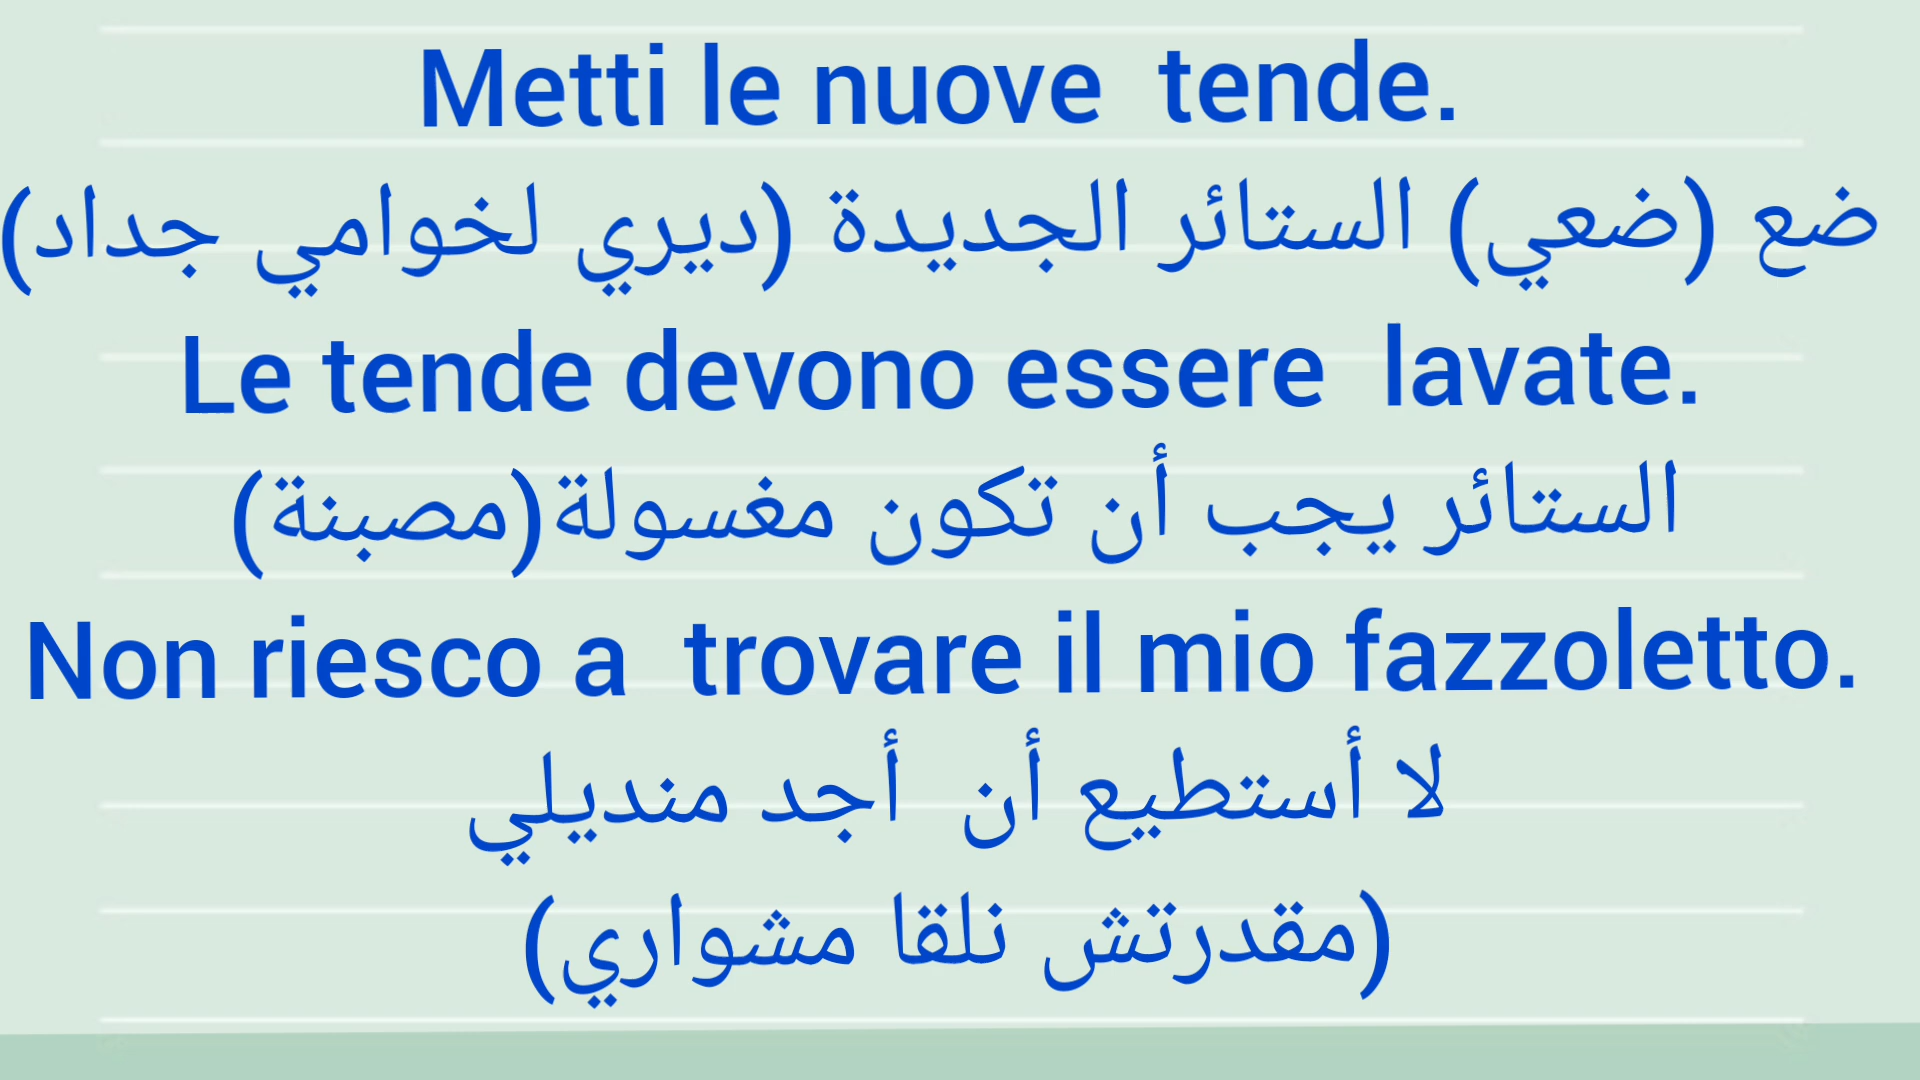 Metti le nuove tende.
ضع (ضعي) الستائر الجديدة (ديري لخوامي جداد)
Le tende devono essere lavate.
الستائر يجب أن تكون مغسولة(مصبنة)
Non riesco a trovare il mio fazzoletto.
لا أستطيع أن أجد منديلي
(مقدرتش نلقا مشواري)